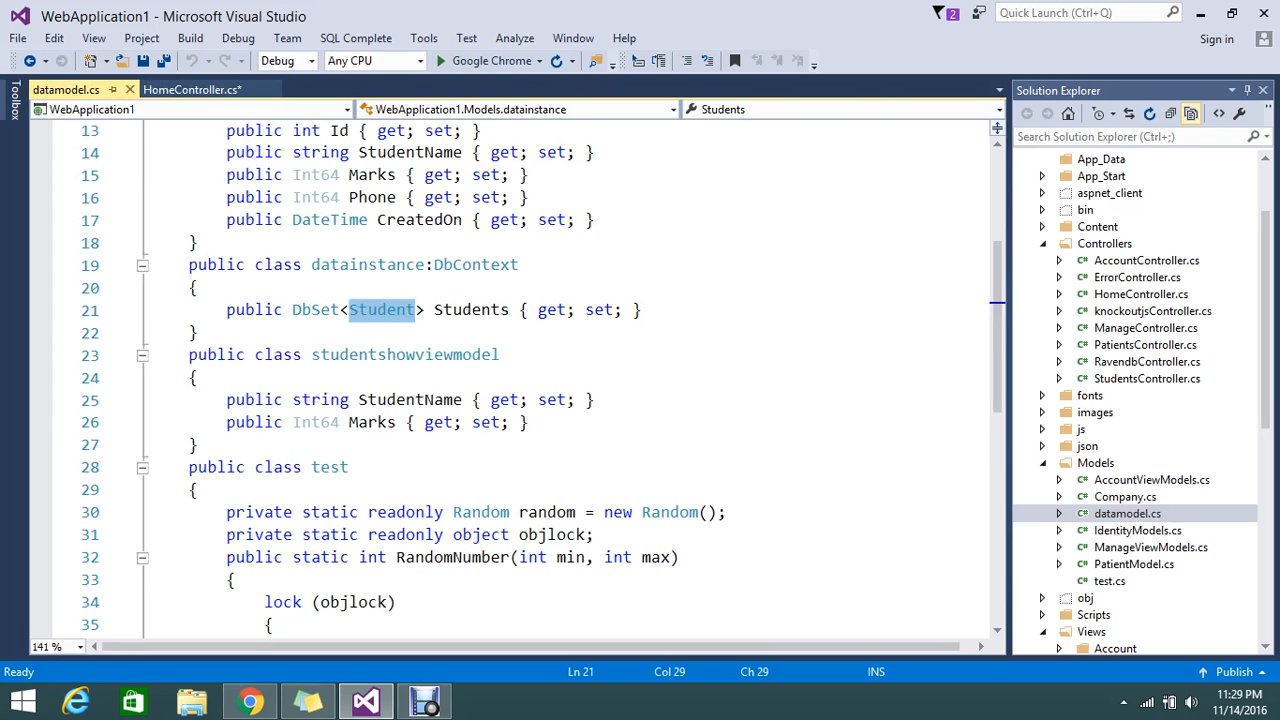 WebApplication1 - Microsoft Visual Studio
2
Quick Launch (Ctrl+Q)
File Edit View Project Build Debug Team SQL Complete Tools Test Analyze Window Help
Sign in
Debug Any CPU Google Chrome
Toolbox
datamodel.cs HomeController.cs*
WebApplication1 WebApplication1.Models.datainstance Students
13 public int Id { get; set; }
14 public string StudentName { get; set; }
15 public Int64 Marks { get; set; }
16 public Int64 Phone { get; set; }
17 public DateTime CreatedOn { get; set; }
18 }
19 public class datainstance:DbContext
20 {
21 public DbSet<Student> Students { get; set; }
22 }
23 public class studentshowviewmodel
24 {
25 public string StudentName { get; set; }
26 public Int64 Marks { get; set; }
27 }
28 public class test
29 {
30 private static readonly Random random = new Random();
31 private static readonly object objlock;
32 public static int RandomNumber(int min, int max)
33 {
34 lock (objlock)
35 {
141 %
Solution Explorer
Search Solution Explorer (Ctrl+;)
App_Data
App_Start
aspnet_client
bin
Content
Controllers
AccountController.cs
ErrorController.cs
HomeController.cs
knockoutjsController.cs
ManageController.cs
PatientsController.cs
RavendbController.cs
StudentsController.cs
fonts
images
js
json
Models
AccountViewModels.cs
Company.cs
datamodel.cs
IdentityModels.cs
ManageViewModels.cs
PatientModel.cs
test.cs
obj
Scripts
Views
Account
Ready Ln 21 Col 29 Ch 29 INS Publish
11:29 PM
11/14/2016